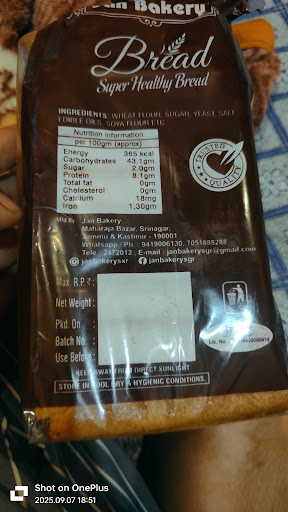 Jan Bakery
Bread
Super Healthy Bread
INGREDIENTS: WHEAT FLOUR, SUGAR, YEAST, SALT
EDIBLE OILS, SOYA FLOUR ETC.
Nutrition Information
per 100gm (approx)
Energy 385 kcal
Carbohydrates 43.1gm
Sugar 2.0gm
Protein 8.1gm
Total fat 0gm
Cholesterol 0gm
Calcium 18mg
Iron 1.30gm
TRUSTED
QUALITY
Mfg By Jan Bakery
Maharaja Bazar, Srinagar,
Jammu & Kashmir - 190001
Whatsapp : Ph : 9419006130, 7051888288
Tele : 2472012, E-mail : janbakerysgr@gmail.com
janbakerysxr janbakerysgr
Max. R.P ₹ :
Net Weight :
Pkd. On :
Batch No. :
Use Before :
Lic. No.
KEEP AWAY FROM DIRECT SUNLIGHT
STORE IN COOL DRY & HYGIENIC CONDITIONS.
Shot on OnePlus
2025.09.07 18:51